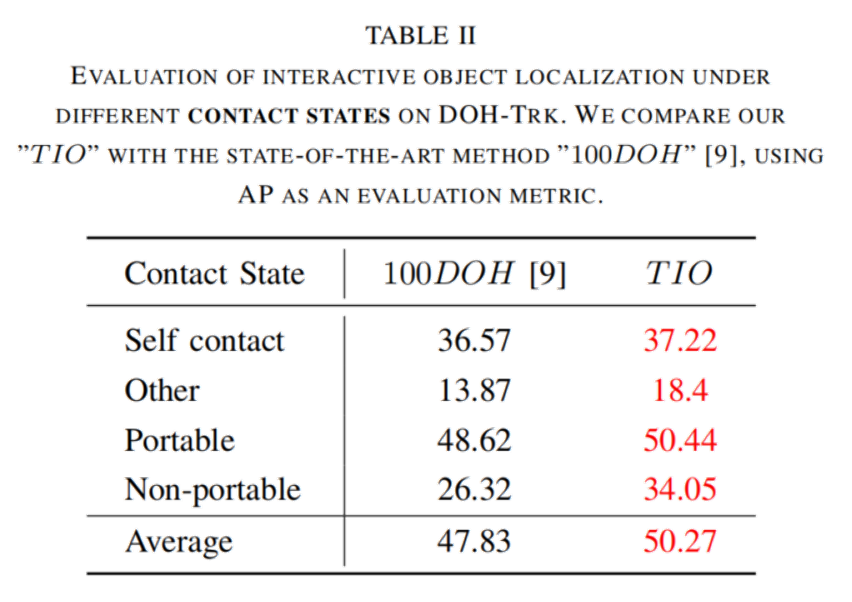 TABLE II
EVALUATION OF INTERACTIVE OBJECT LOCALIZATION UNDER
DIFFERENT CONTACT STATES ON DOH-TRK. WE COMPARE OUR
"TIO" WITH THE STATE-OF-THE-ART METHOD "100DOH" [9], USING
AP AS AN EVALUATION METRIC.
Contact State 100DOH [9] TIO
Self contact 36.57 37.22
Other 13.87 18.4
Portable 48.62 50.44
Non-portable 26.32 34.05
Average 47.83 50.27